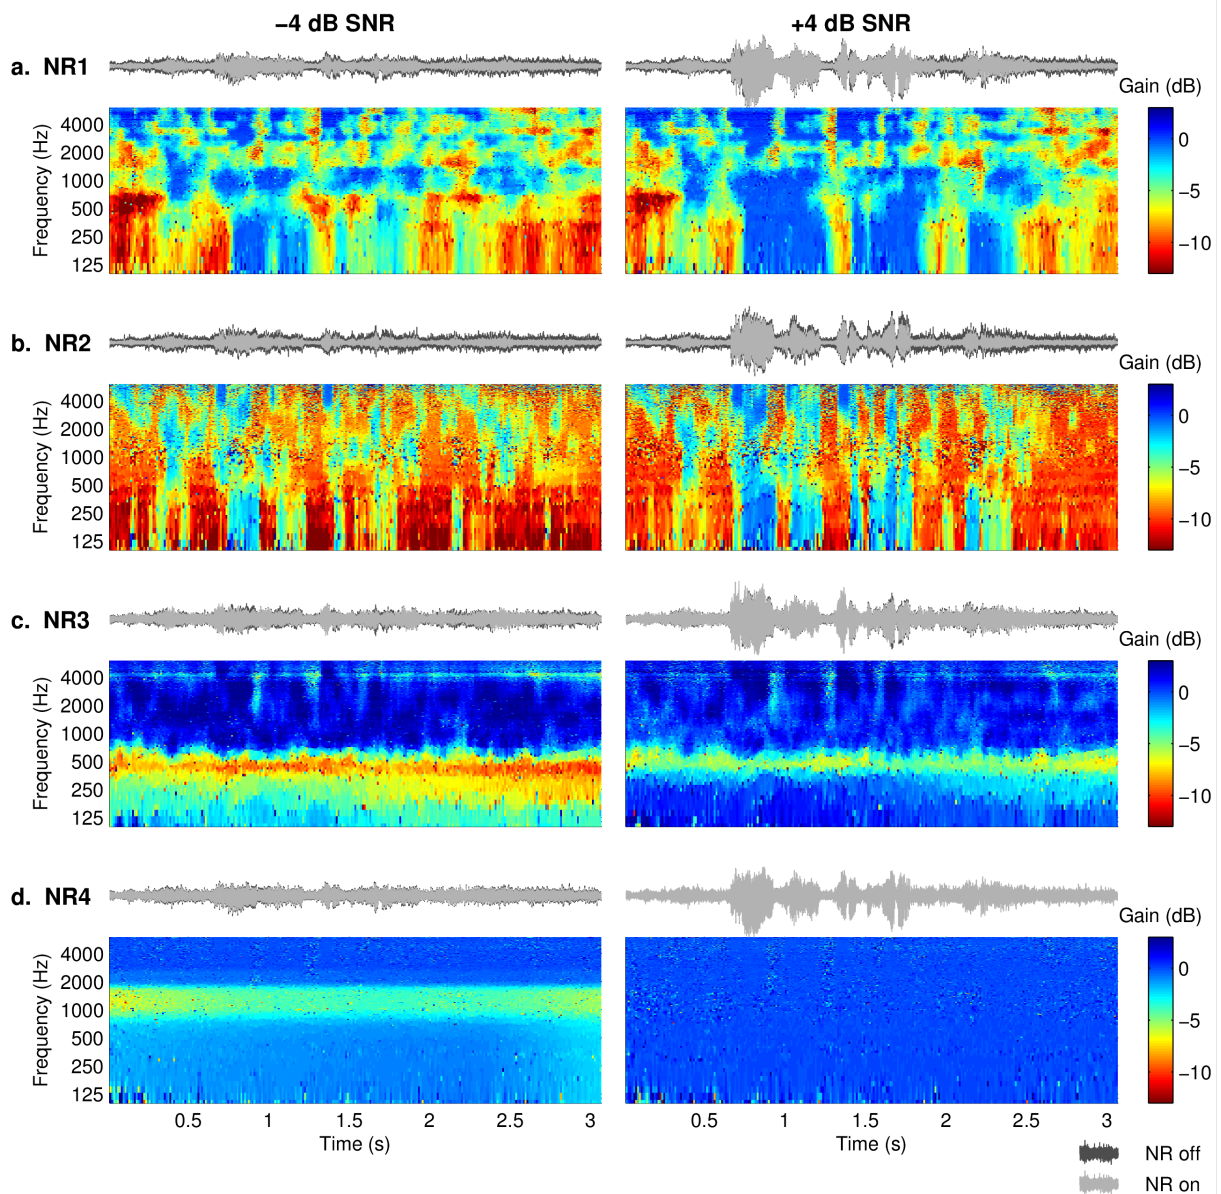 −4 dB SNR
+4 dB SNR
a. NR1
Gain (dB)
Frequency (Hz)
4000
2000
1000
500
250
125
0
−5
−10
b. NR2
Gain (dB)
Frequency (Hz)
4000
2000
1000
500
250
125
0
−5
−10
c. NR3
Gain (dB)
Frequency (Hz)
4000
2000
1000
500
250
125
0
−5
−10
d. NR4
Gain (dB)
Frequency (Hz)
4000
2000
1000
500
250
125
0
−5
−10
0.5 1 1.5 2 2.5 3
0.5 1 1.5 2 2.5 3
Time (s)
Time (s)
NR off
NR on